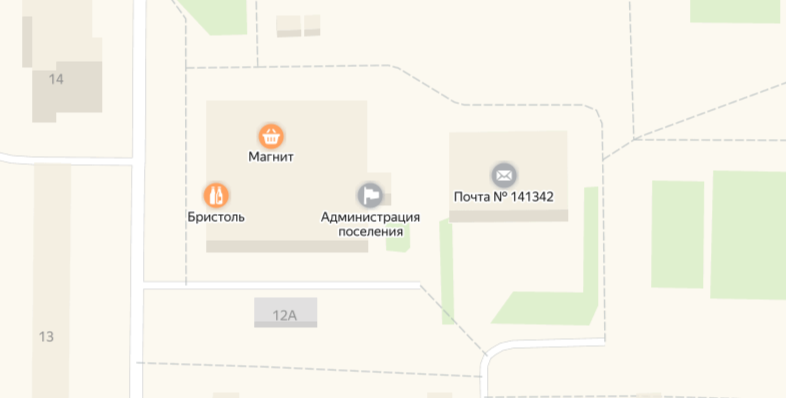 14
Магнит
Бристоль
Администрация
поселения
Почта № 141342
12А
13